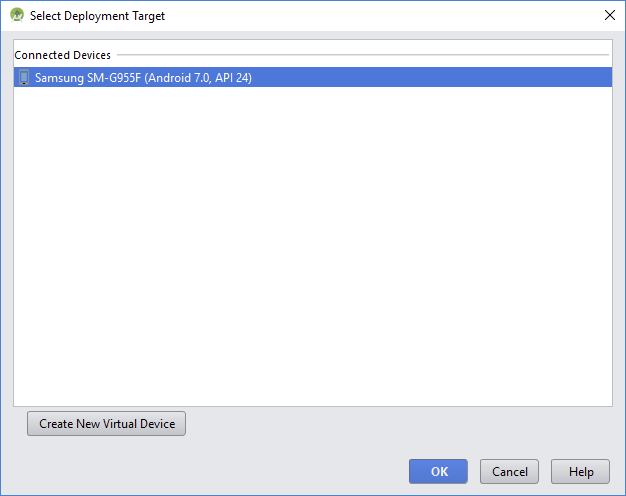 Select Deployment Target
Connected Devices
Samsung SM-G955F (Android 7.0, API 24)
Create New Virtual Device
OK
Cancel
Help